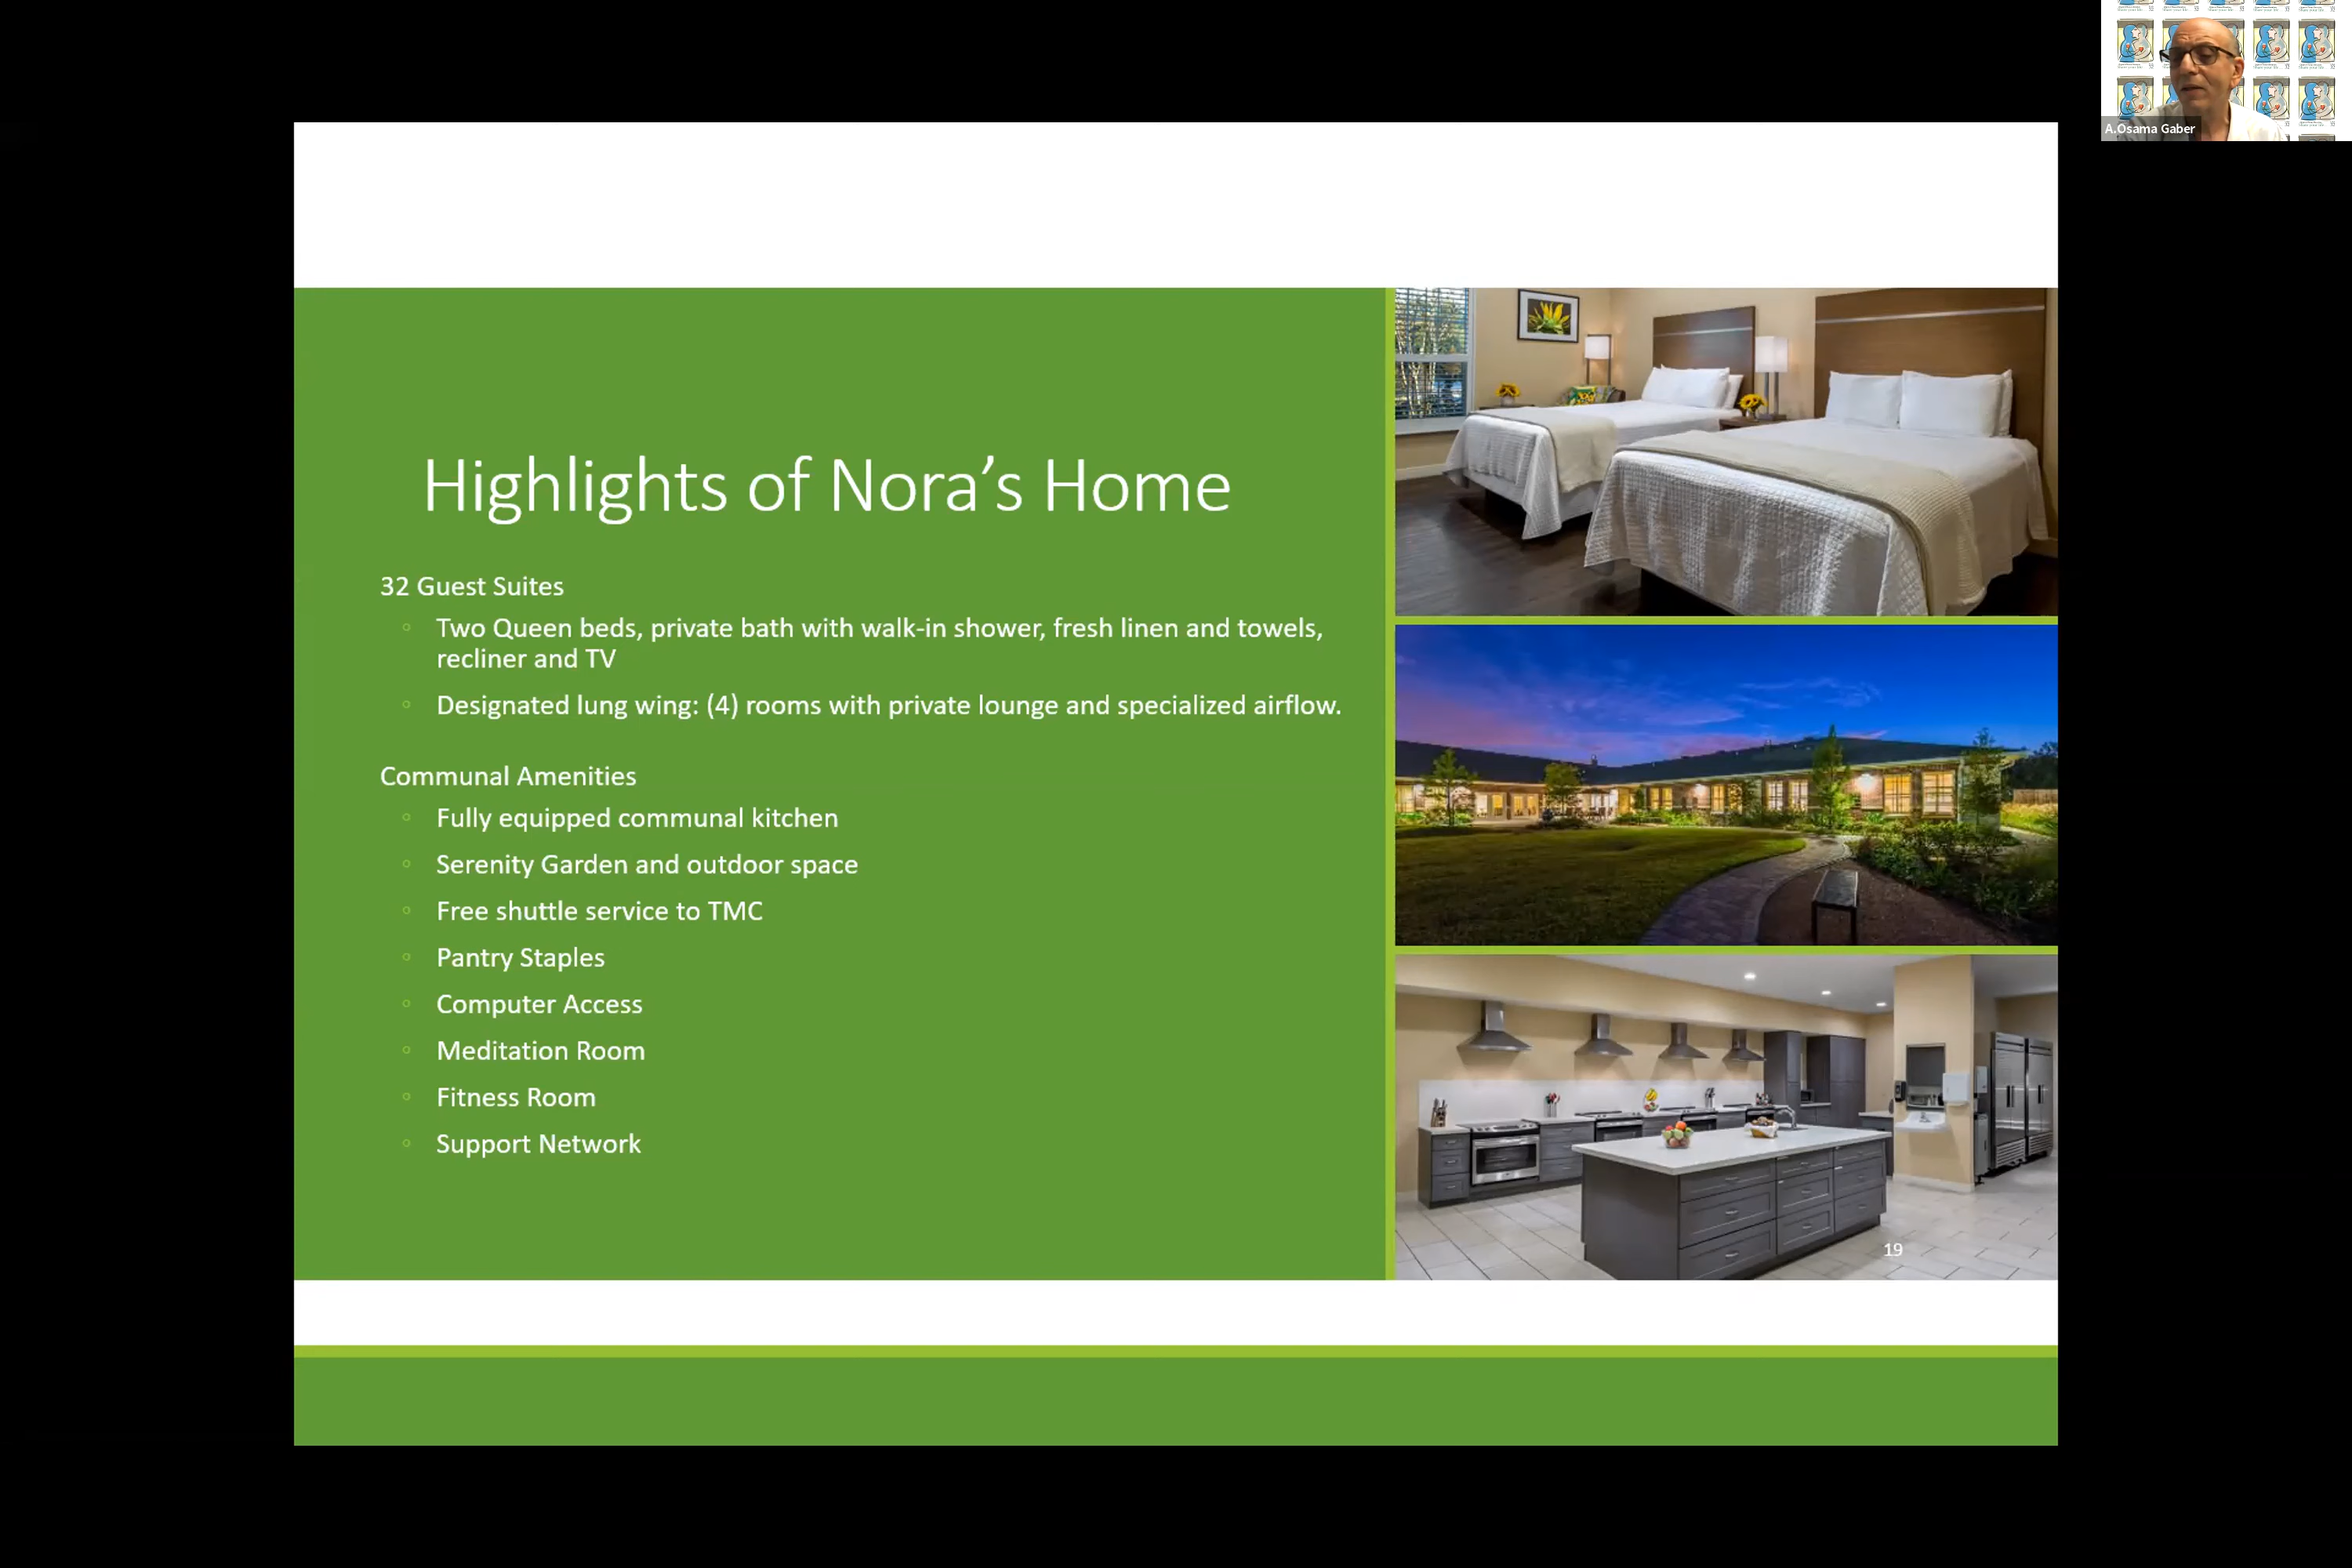 A.Osama Gaber
Highlights of Nora's Home
32 Guest Suites
Two Queen beds, private bath with walk-in shower, fresh linen and towels,
recliner and TV
Designated lung wing: (4) rooms with private lounge and specialized airflow.
Communal Amenities
Fully equipped communal kitchen
Serenity Garden and outdoor space
Free shuttle service to TMC
Pantry Staples
Computer Access
Meditation Room
Fitness Room
Support Network
19